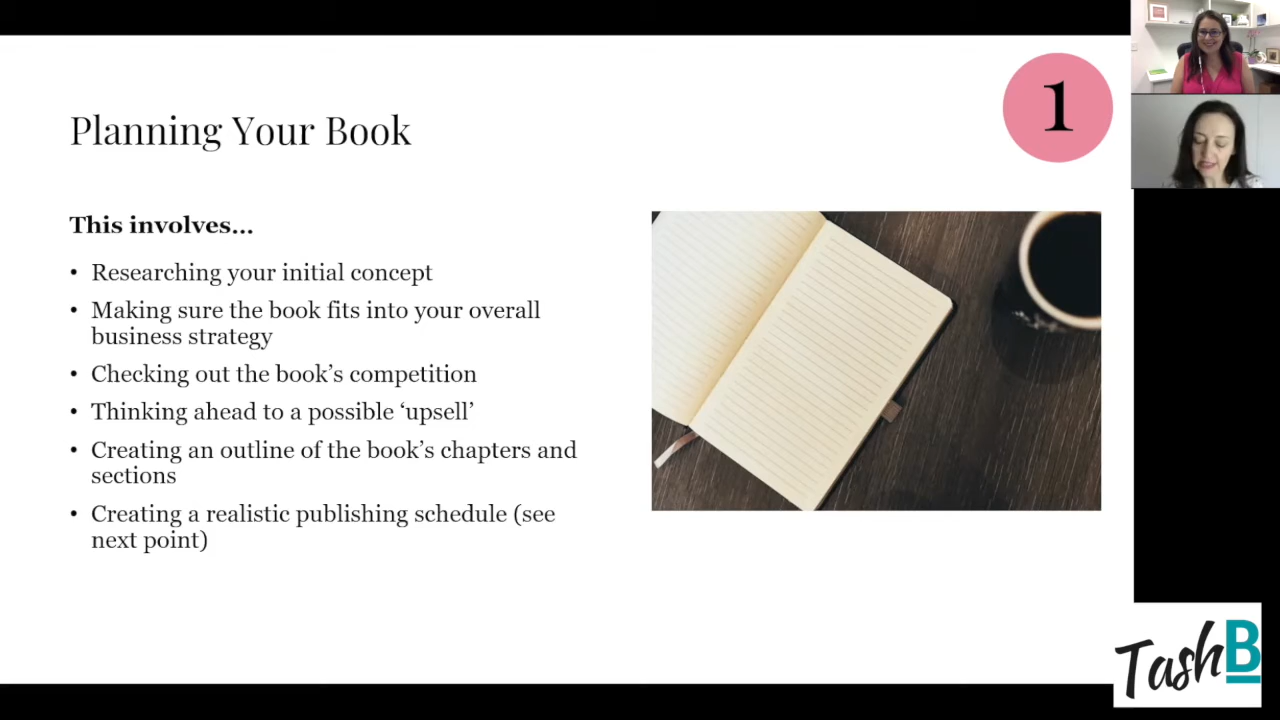 1
Planning Your Book
This involves...
• Researching your initial concept
• Making sure the book fits into your overall
business strategy
• Checking out the book’s competition
• Thinking ahead to a possible ‘upsell’
• Creating an outline of the book’s chapters and
sections
• Creating a realistic publishing schedule (see
next point)
TashB